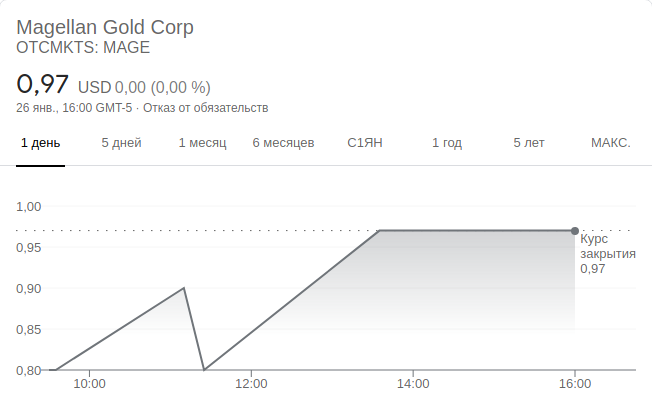 Magellan Gold Corp
OTCMKTS: MAGE
0,97 USD 0,00 (0,00 %)
26 янв., 16:00 GMT-5 · Отказ от обязательств
1 день 5 дней 1 месяц 6 месяцев С1ЯН 1 год 5 лет МАКС.
1,00
0,95
0,90
0,85
0,80
Курс
закрытия
0,97
10:00 12:00 14:00 16:00